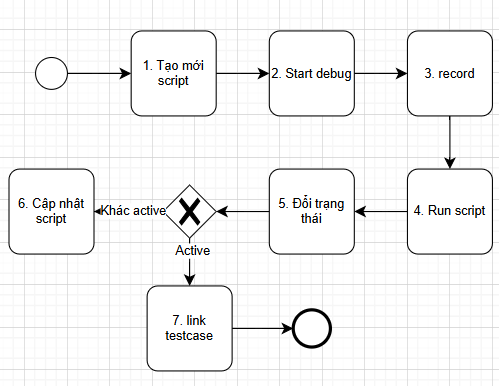 1. Tạo mới
script
2. Start debug
3. record
6. Cập nhật
script
Khác active
5. Đổi trạng
thái
4. Run script
Active
7. link
testcase